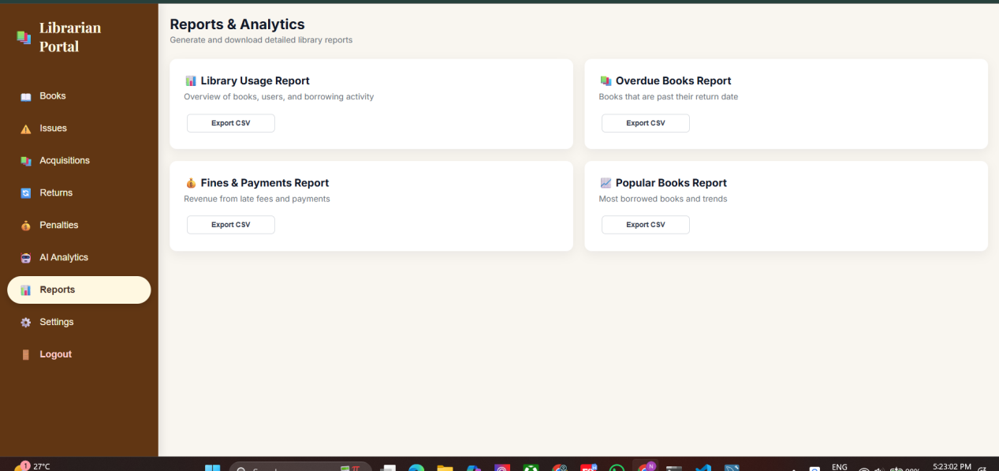 Librarian
Portal
Books
Issues
Acquisitions
Returns
Penalties
AI Analytics
Reports
Settings
Logout
Reports & Analytics
Generate and download detailed library reports
Library Usage Report
Overview of books, users, and borrowing activity
Export CSV
Overdue Books Report
Books that are past their return date
Export CSV
Fines & Payments Report
Revenue from late fees and payments
Export CSV
Popular Books Report
Most borrowed books and trends
Export CSV
1
27°C
N
ENG
5:23:02 PM